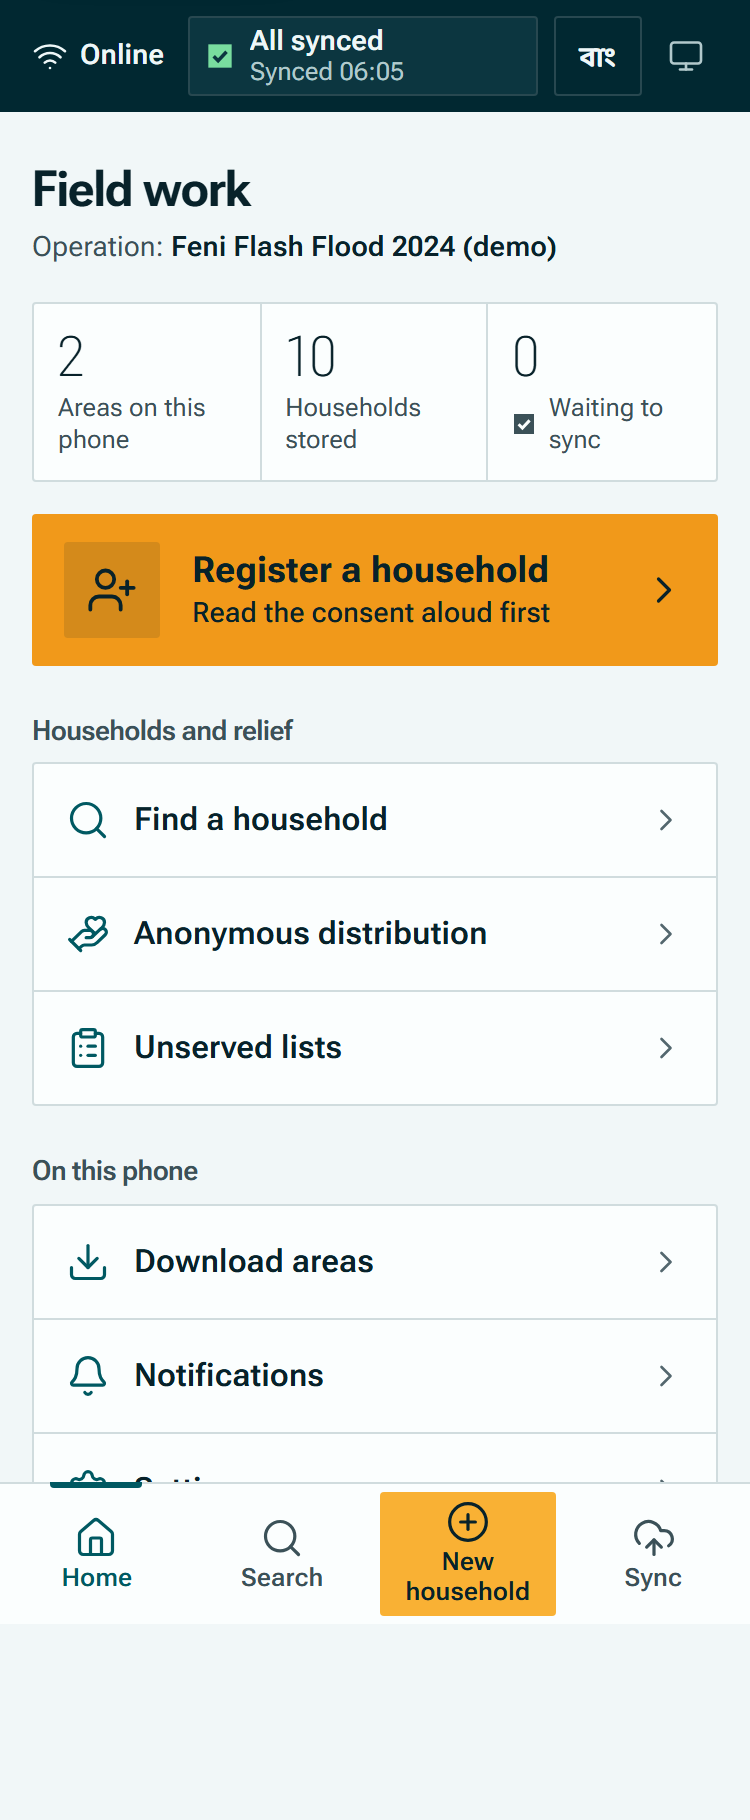 Online
All synced
Synced 06:05
বাং
Field work
Operation: Feni Flash Flood 2024 (demo)
2
Areas on this
phone
10
Households
stored
0
Waiting to
sync
Register a household
Read the consent aloud first
Households and relief
Find a household
Anonymous distribution
Unserved lists
On this phone
Download areas
Notifications
Home
Search
New
household
Sync